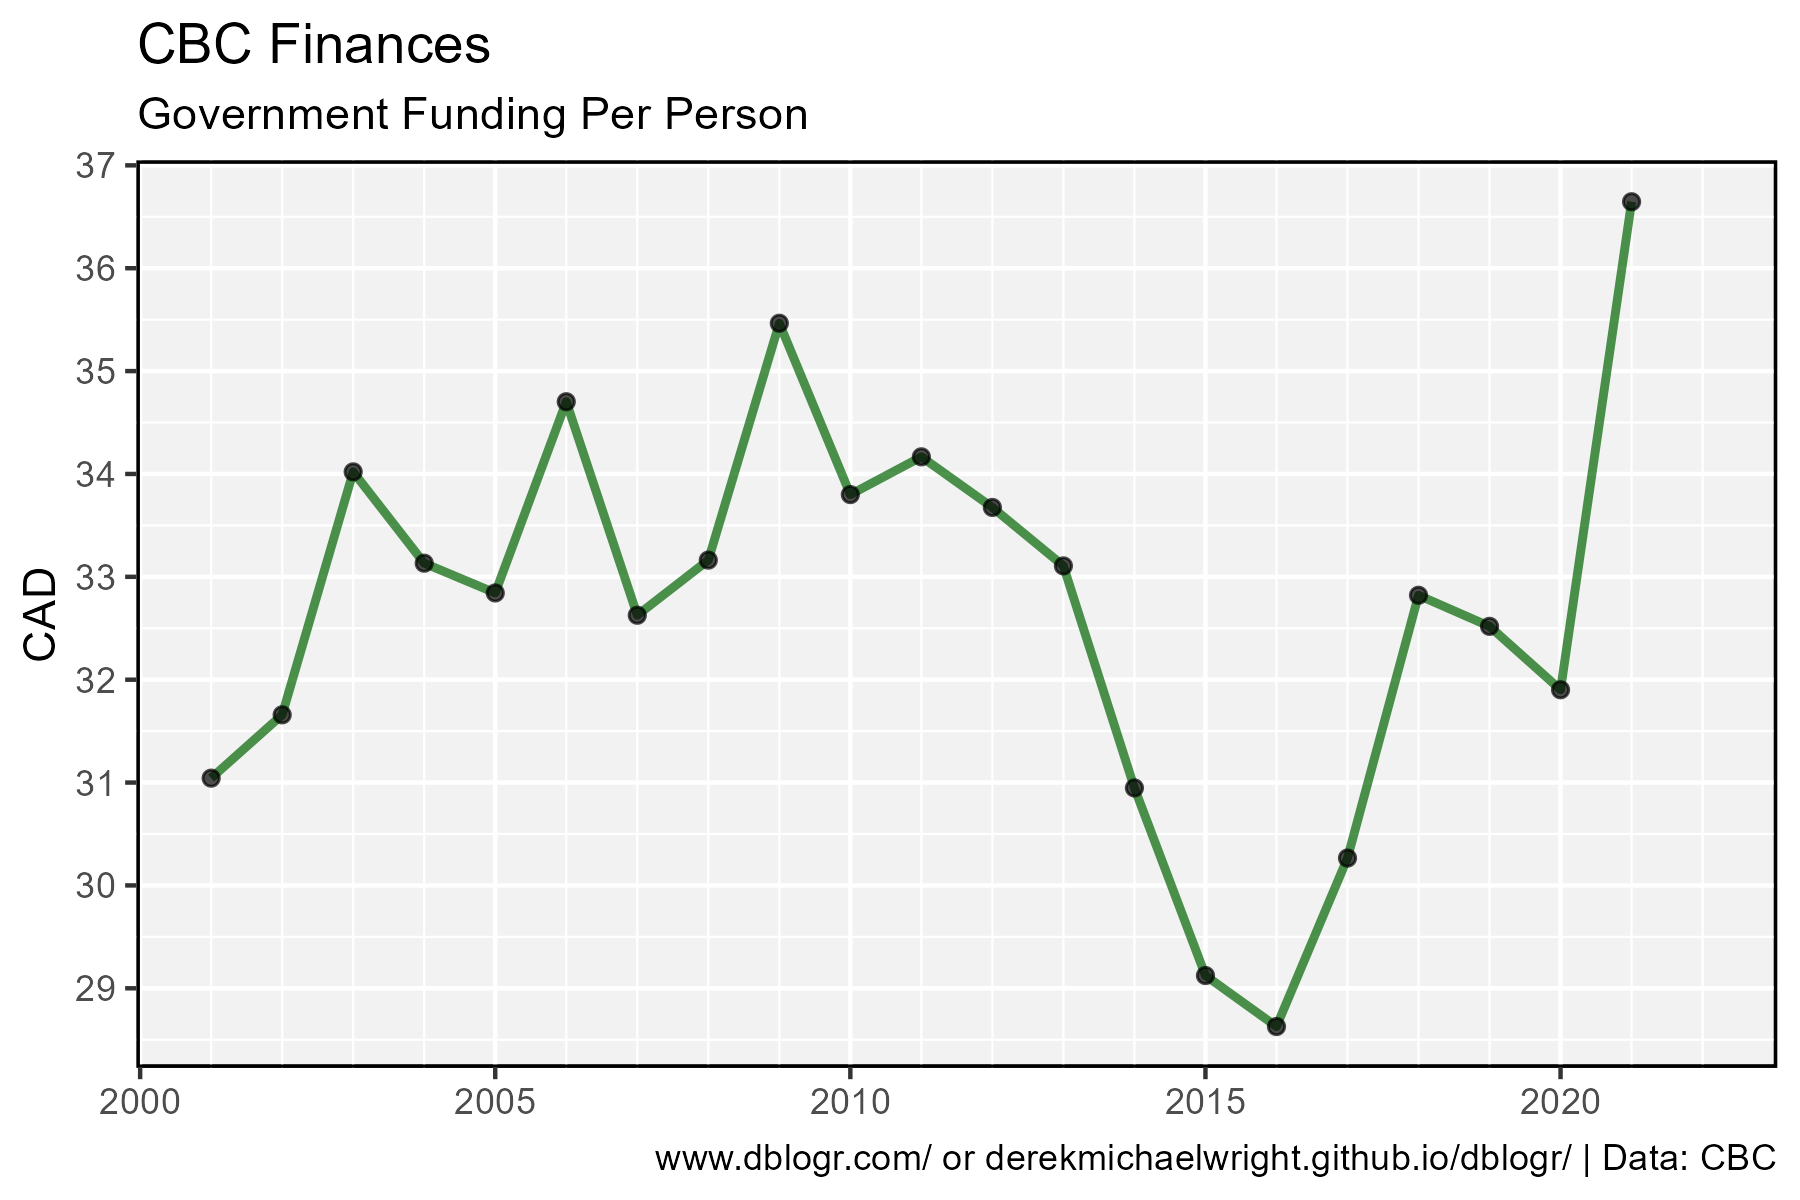 CBC Finances
Government Funding Per Person
37
36
35
34
33
32
31
30
29
CAD
2000 2005 2010 2015 2020
www.dblogr.com/ or derekmichaelwright.github.io/dblogr/ | Data: CBC